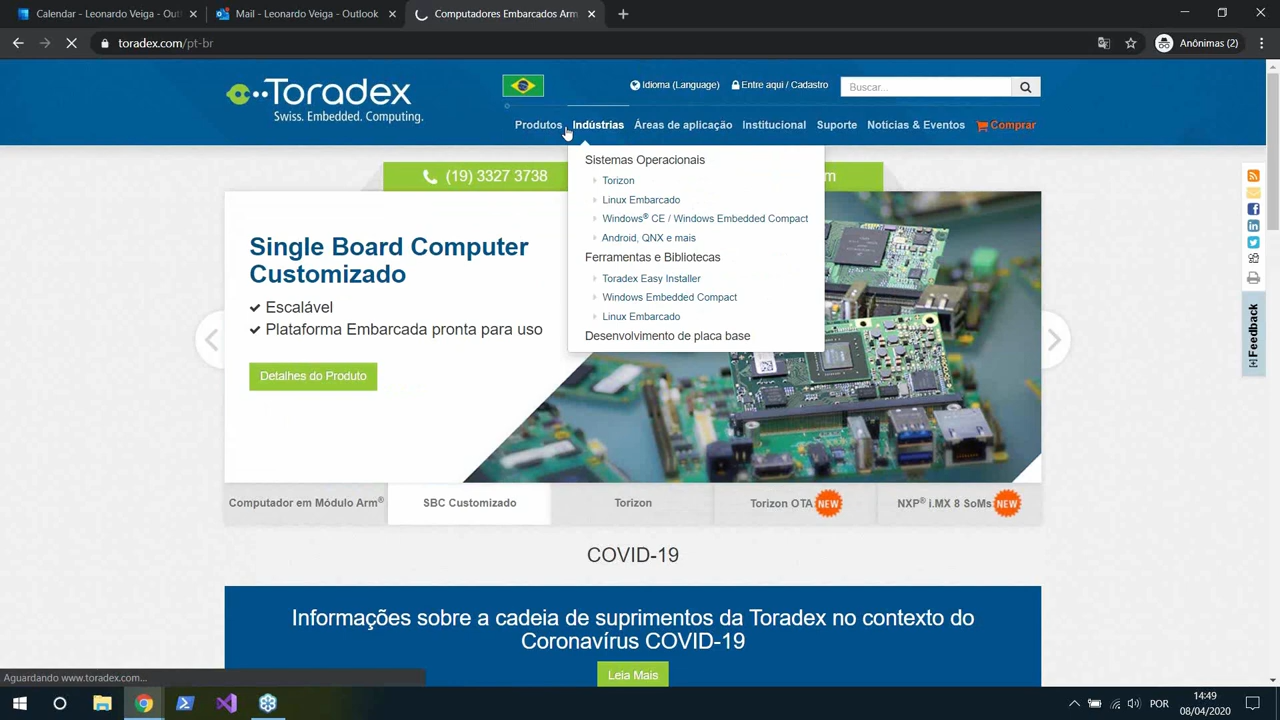 Calendar - Leonardo Veiga - Out
Mail - Leonardo Veiga - Outlook
Computadores Embarcados Arm
toradex.com/pt-br
Anônimas (2)
Toradex
Swiss. Embedded. Computing.
Idioma (Language)
Entre aqui / Cadastro
Buscar...
Produtos
Indústrias
Áreas de aplicação
Institucional
Suporte
Notícias & Eventos
Comprar
(19) 3327 3738
m
Sistemas Operacionais
Torizon
Linux Embarcado
Windows® CE / Windows Embedded Compact
Android, QNX e mais
Ferramentas e Bibliotecas
Toradex Easy Installer
Windows Embedded Compact
Linux Embarcado
Desenvolvimento de placa base
Single Board Computer
Customizado
Escalável
Plataforma Embarcada pronta para uso
Detalhes do Produto
[+]Feedback
Computador em Módulo Arm®
SBC Customizado
Torizon
Torizon OTA
NEW
NXP® i.MX 8 SoMs
NEW
COVID-19
Informações sobre a cadeia de suprimentos da Toradex no contexto do
Coronavírus COVID-19
Leia Mais
Aguardando www.toradex.com...
POR
14:49
08/04/2020